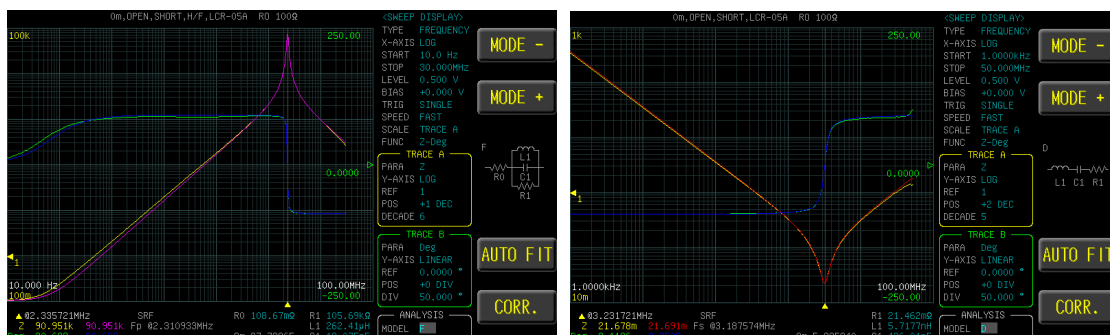 0m,OPEN,SHORT,H/F,LCR-05A R0 100Ω
100k
250.00
0.0000
1
10.000 Hz
100.00MHz
100m
-250.00
@2.335721MHz SRF R0 108.67mΩ R1 105.69kΩ
Z 90.951k 90.951k Fp @2.310933MHz L1 262.41μH
<SWEEP DISPLAY>
TYPE FREQUENCY
X-AXIS LOG
START 10.0 Hz
STOP 30.000MHz
LEVEL 0.500 V
BIAS +0.000 V
TRIG SINGLE
SPEED FAST
SCALE TRACE A
FUNC Z-Deg
TRACE A
PARA Z
Y-AXIS LOG
REF 1
POS +1 DEC
DECADE 6
TRACE B
PARA Deg
Y-AXIS LINEAR
REF 0.0000 °
POS +0 DIV
DIV 50.000 °
ANALYSIS
MODEL F
MODE -
MODE +
F
L1
C1
R0
R1
AUTO FIT
CORR.
0m,OPEN,SHORT,H/F,LCR-05A R0 100Ω
1k
250.00
0.0000
1
1.0000kHz
50.000MHz
10m
-250.00
@3.231721MHz SRF R1 21.462mΩ
Z 21.678m 21.691m Fs @3.187574MHz L1 5.7177nH
<SWEEP DISPLAY>
TYPE FREQUENCY
X-AXIS LOG
START 1.0000kHz
STOP 50.000MHz
LEVEL 0.500 V
BIAS +0.000 V
TRIG SINGLE
SPEED FAST
SCALE TRACE A
FUNC Z-Deg
TRACE A
PARA Z
Y-AXIS LOG
REF 1
POS +2 DEC
DECADE 5
TRACE B
PARA Deg
Y-AXIS LINEAR
REF 0.0000 °
POS +0 DIV
DIV 50.000 °
ANALYSIS
MODEL D
MODE -
MODE +
D
L1 C1 R1
AUTO FIT
CORR.